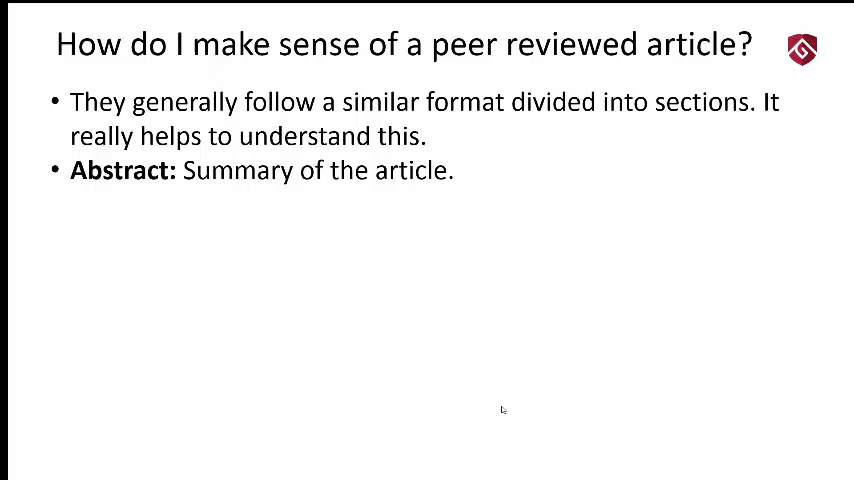 How do I make sense of a peer reviewed article?
• They generally follow a similar format divided into sections. It
really helps to understand this.
• Abstract: Summary of the article.